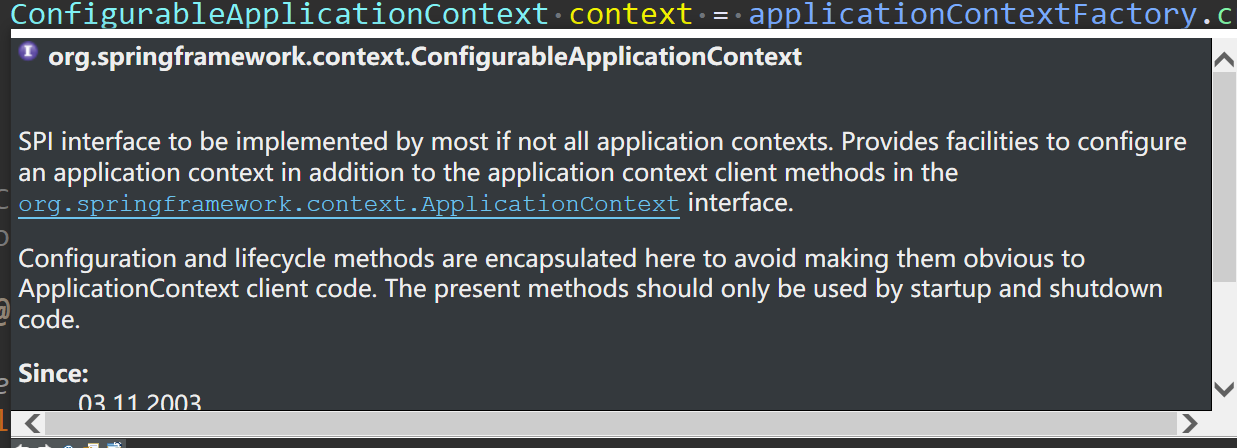 ConfigurableApplicationContext context = applicationContextFactory.c
org.springframework.context.ConfigurableApplicationContext
SPI interface to be implemented by most if not all application contexts. Provides facilities to configure
an application context in addition to the application context client methods in the
org.springframework.context.ApplicationContext interface.
Configuration and lifecycle methods are encapsulated here to avoid making them obvious to
ApplicationContext client code. The present methods should only be used by startup and shutdown
code.
Since:
03.11.2003